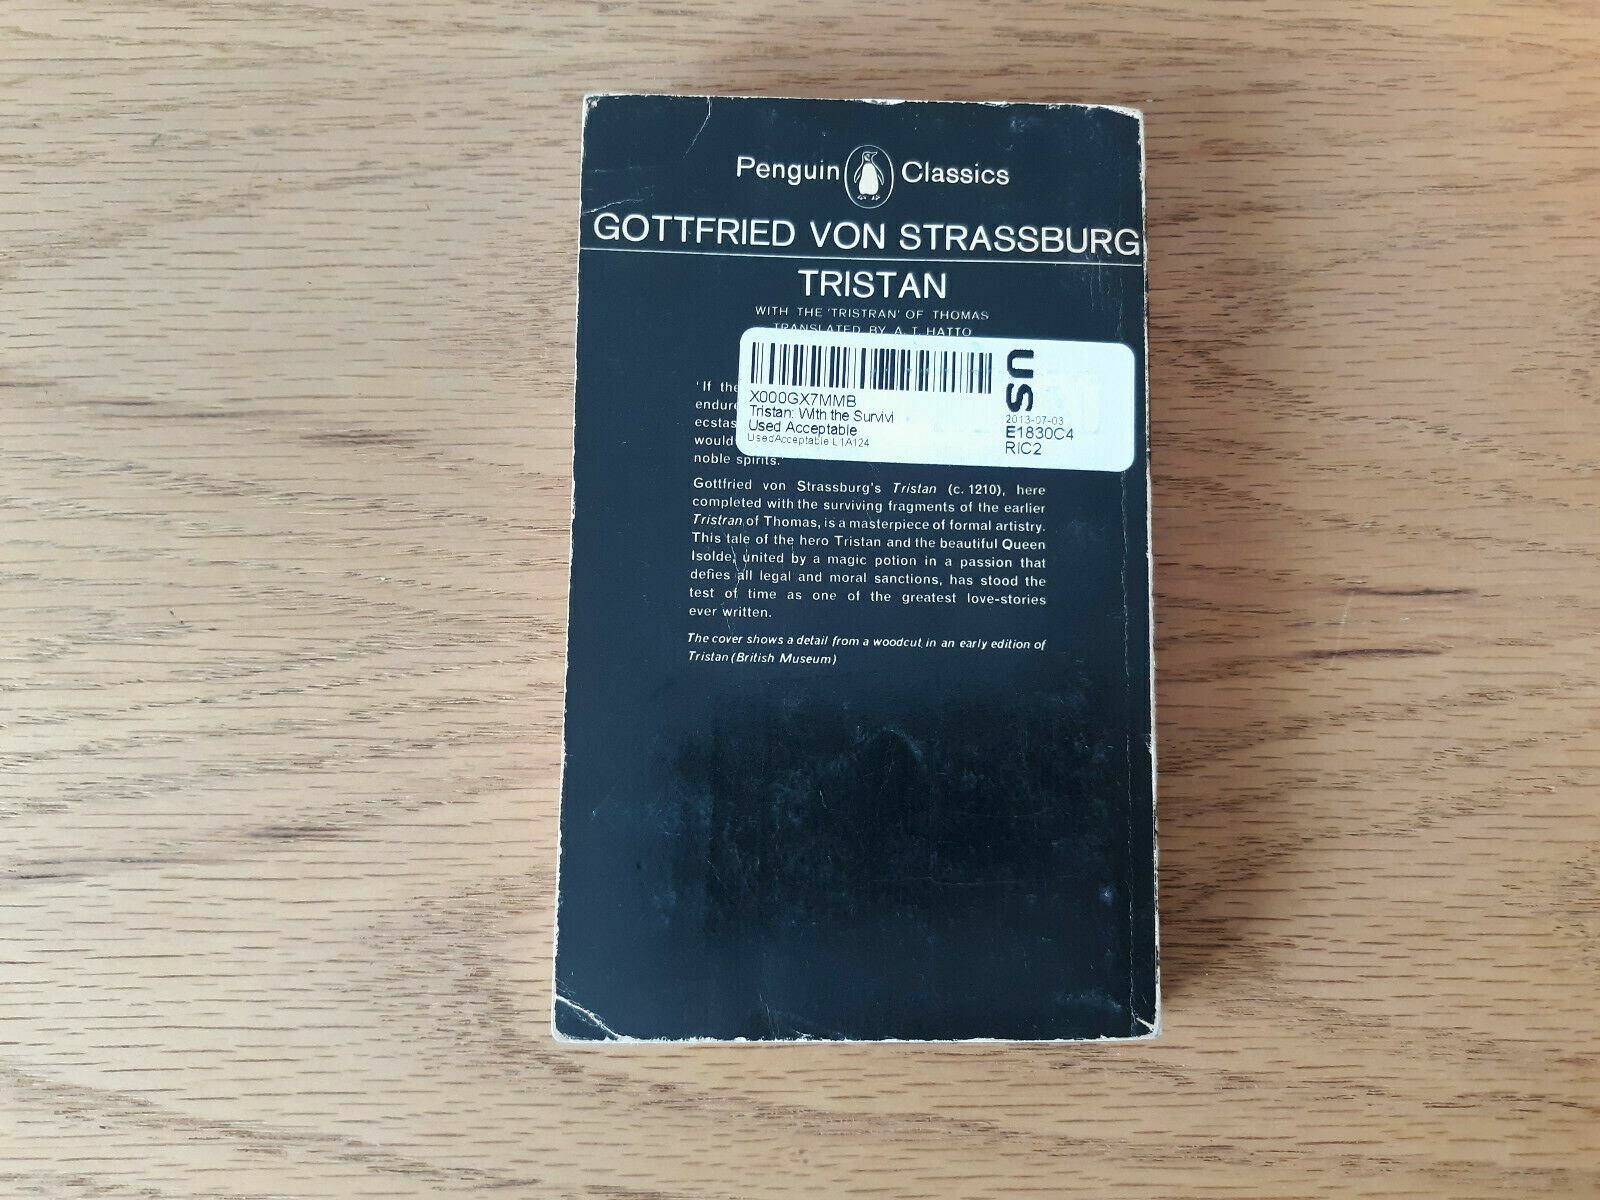 Penguin Classics
GOTTFRIED VON STRASSBURG
TRISTAN
WITH THE 'TRISTRAN' OF THOMAS
TRANSLATED BY A. T. HATTO
X000GX7MMB
Tristan: With the Survivi
Used Acceptable
UsedAcceptable L1A124
US
2013-07-03
E1830C4
RIC2
'If the
endure
ecstas
would
noble spirits.'
Gottfried von Strassburg's Tristan (c. 1210), here
completed with the surviving fragments of the earlier
Tristran of Thomas, is a masterpiece of formal artistry.
This tale of the hero Tristan and the beautiful Queen
Isolde, united by a magic potion in a passion that
defies all legal and moral sanctions, has stood the
test of time as one of the greatest love-stories
ever written.
The cover shows a detail from a woodcut in an early edition of
Tristan (British Museum)